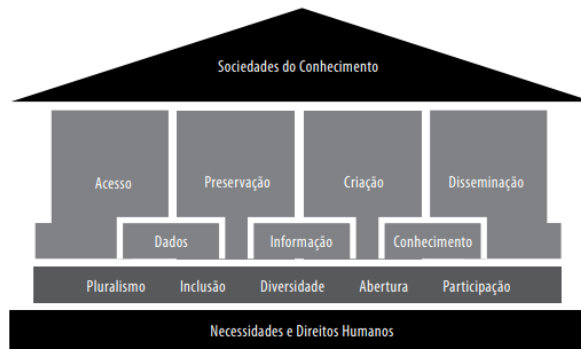 Sociedades do Conhecimento
Acesso Preservação Criação Disseminação
Dados Informação Conhecimento
Pluralismo Inclusão Diversidade Abertura Participação
Necessidades e Direitos Humanos